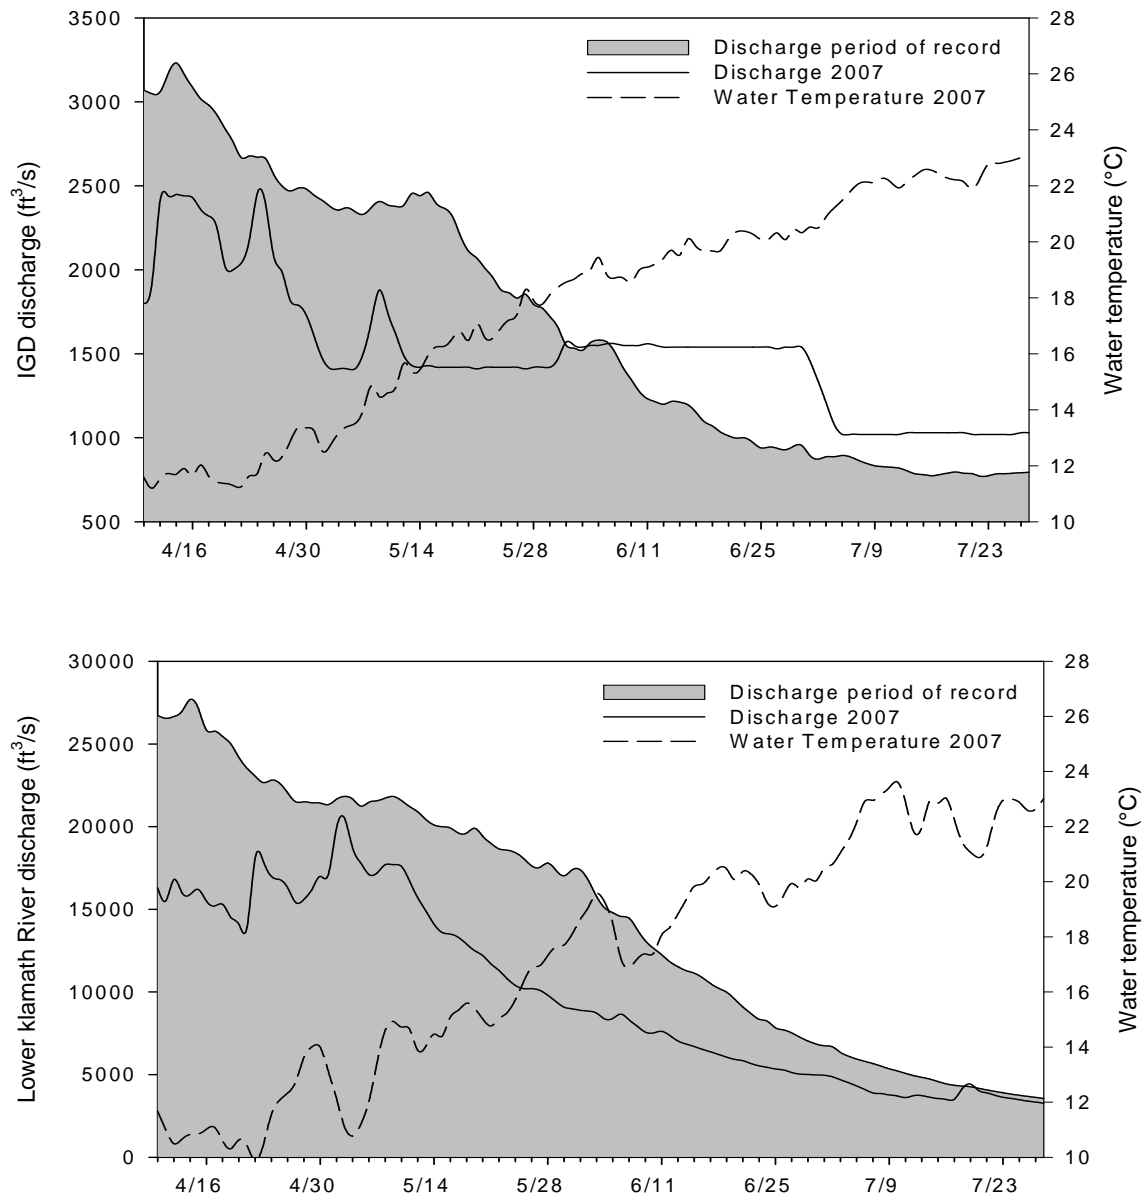 3500
3000
2500
2000
1500
1000
500
IGD discharge (ft³/s)
Discharge period of record
Discharge 2007
Water Temperature 2007
28
26
24
22
20
18
16
14
12
10
Water temperature (°C)
4/16 4/30 5/14 5/28 6/11 6/25 7/9 7/23
30000
25000
20000
15000
10000
5000
0
Lower klamath River discharge (ft³/s)
Discharge period of record
Discharge 2007
Water Temperature 2007
28
26
24
22
20
18
16
14
12
10
Water temperature (°C)
4/16 4/30 5/14 5/28 6/11 6/25 7/9 7/23